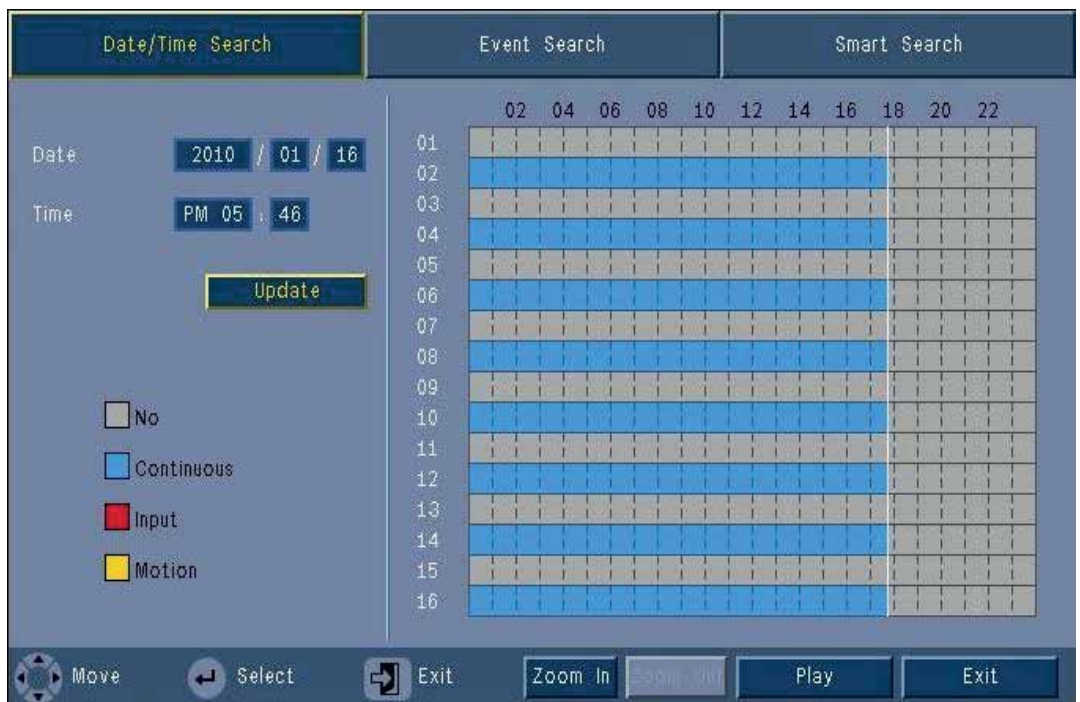 Date/Time Search Event Search Smart Search
02 04 06 08 10 12 14 16 18 20 22
Date 2010 / 01 / 16
Time PM 05 : 46
Update
01
02
03
04
05
06
07
08
09
10
11
12
13
14
15
16
No
Continuous
Input
Motion
Move Select Exit Zoom In Zoom Out Play Exit